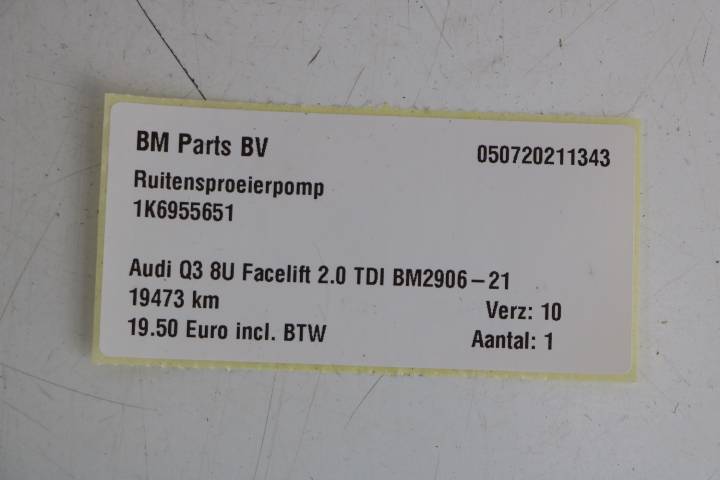 BM Parts BV 050720211343
Ruitensproeierpomp
1K6955651
Audi Q3 8U Facelift 2.0 TDI BM2906-21
19473 km Verz: 10
19.50 Euro incl. BTW Aantal: 1